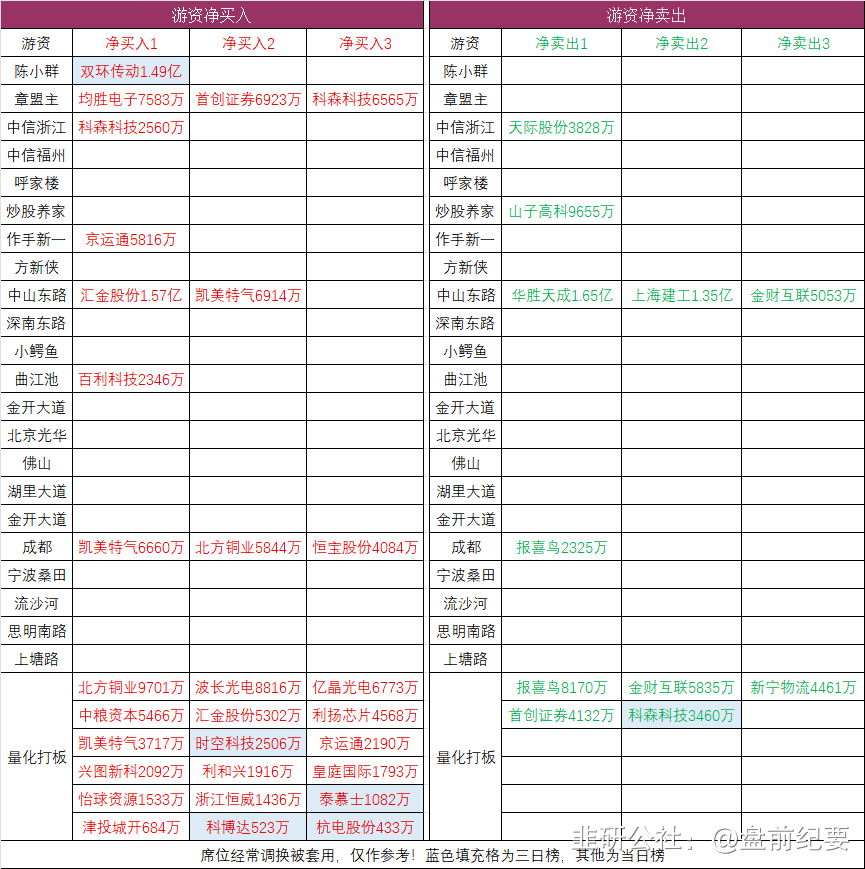 游资净买入 游资净卖出
游资 净买入1 净买入2 净买入3 游资 净卖出1 净卖出2 净卖出3
陈小群 双环传动1.49亿 陈小群
章盟主 均胜电子7583万 首创证券6923万 科森科技6565万 章盟主
中信浙江 科森科技2560万 中信浙江 天际股份3828万
中信福州 中信福州
呼家楼 呼家楼
炒股养家 炒股养家 山子高科9655万
作手新一 京运通5816万 作手新一
方新侠 方新侠
中山东路 汇金股份1.57亿 凯美特气6914万 中山东路 华胜天成1.65亿 上海建工1.35亿 金财互联5053万
深南东路 深南东路
小鳄鱼 小鳄鱼
曲江池 百利科技2346万 曲江池
金开大道 金开大道
北京光华 北京光华
佛山 佛山
湖里大道 湖里大道
金开大道 金开大道
成都 凯美特气6660万 北方铜业5844万 恒宝股份4084万 成都 报喜鸟2325万
宁波桑田 宁波桑田
流沙河 流沙河
思明南路 思明南路
上塘路 上塘路
北方铜业9701万 波长光电8816万 亿晶光电6773万 报喜鸟8170万 金财互联5835万 新宁物流4461万
中粮资本5466万 汇金股份5302万 利扬芯片4568万 首创证券4132万 科森科技3460万
凯美特气3717万 时空科技2506万 京运通2190万
量化打板 量化打板
兴图新科2092万 利和兴1916万 皇庭国际1793万
怡球资源1533万 浙江恒威1436万 泰慕士1082万
津投城开684万 科博达523万 杭电股份433万
韭研公社：@盘前纪要
席位经常调换被套用，仅作参考！蓝色填充格为三日榜，其他为当日榜